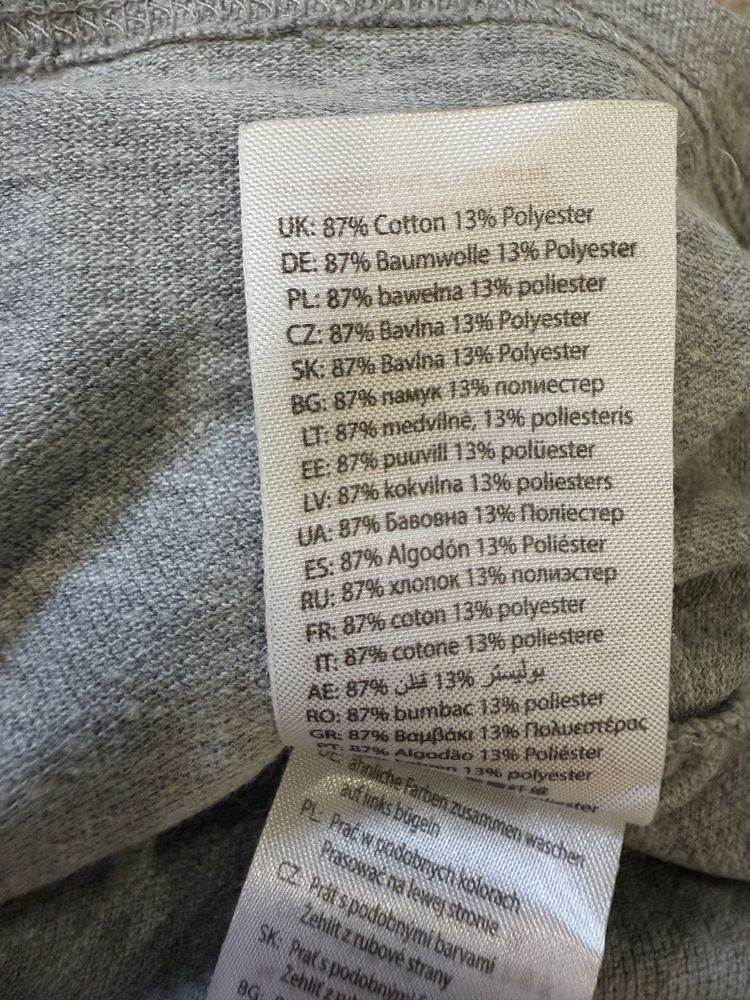 UK: 87% Cotton 13% Polyester
DE: 87% Baumwolle 13% Polyester
PL: 87% bawełna 13% poliester
CZ: 87% Bavlna 13% Polyester
SK: 87% Bavlna 13% Polyester
BG: 87% памук 13% полиестер
LT: 87% medvilnė, 13% poliesteris
EE: 87% puuvill 13% polüester
LV: 87% kokvilna 13% poliesters
UA: 87% Бавовна 13% Поліестер
ES: 87% Algodón 13% Poliéster
RU: 87% хлопок 13% полиэстер
FR: 87% coton 13% polyester
IT: 87% cotone 13% poliestere
AE: 87% قطن 13% بوليستر
RO: 87% bumbac 13% poliester
GR: 87% Βαμβάκι 13% Πολυεστέρας
PT: 87% Algodão 13% Poliéster
13% polyester
poliester
DE: ähnliche Farben zusammen waschen
auf links bügeln
PL: Prać w podobnych kolorach
Prasować na lewej stronie
CZ: Prát s podobnými barvami
Žehlit z rubové strany
SK: Prať s podobnými
Žehliť z
BG: